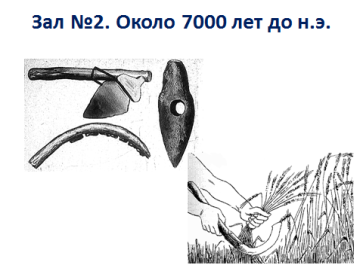 Зал №2. Около 7000 лет до н.э.